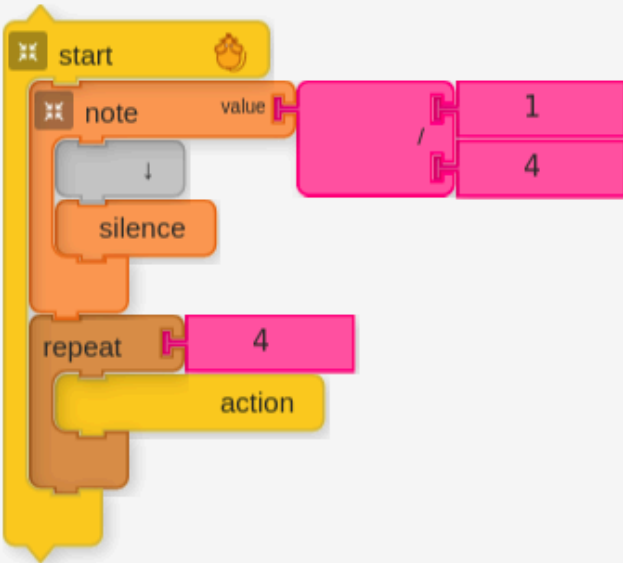 start
note value / 1
4
↓
silence
repeat 4
action